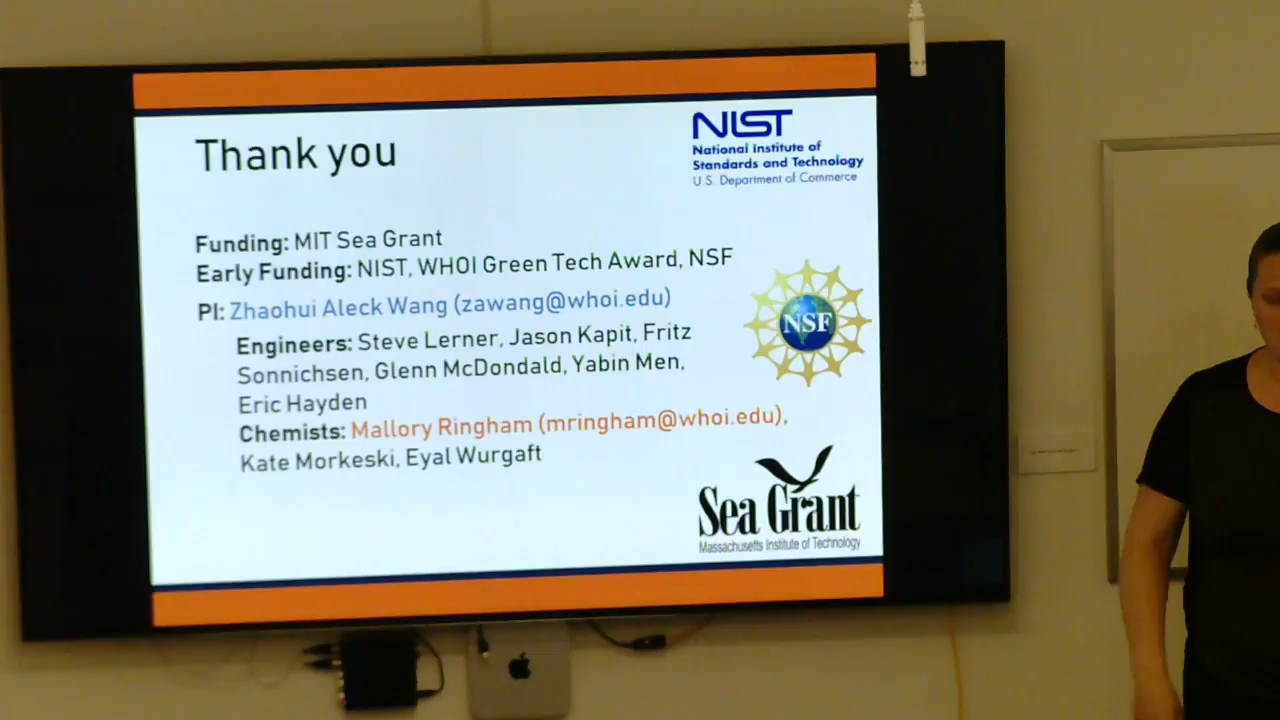 Thank you
NIST
National Institute of
Standards and Technology
U.S. Department of Commerce
Funding: MIT Sea Grant
Early Funding: NIST, WHOI Green Tech Award, NSF
PI: Zhaohui Aleck Wang (zawang@whoi.edu)
Engineers: Steve Lerner, Jason Kapit, Fritz
Sonnichsen, Glenn McDondald, Yabin Men,
Eric Hayden
Chemists: Mallory Ringham (mringham@whoi.edu),
Kate Morkeski, Eyal Wurgaft
NSF
Sea Grant
Massachusetts Institute of Technology